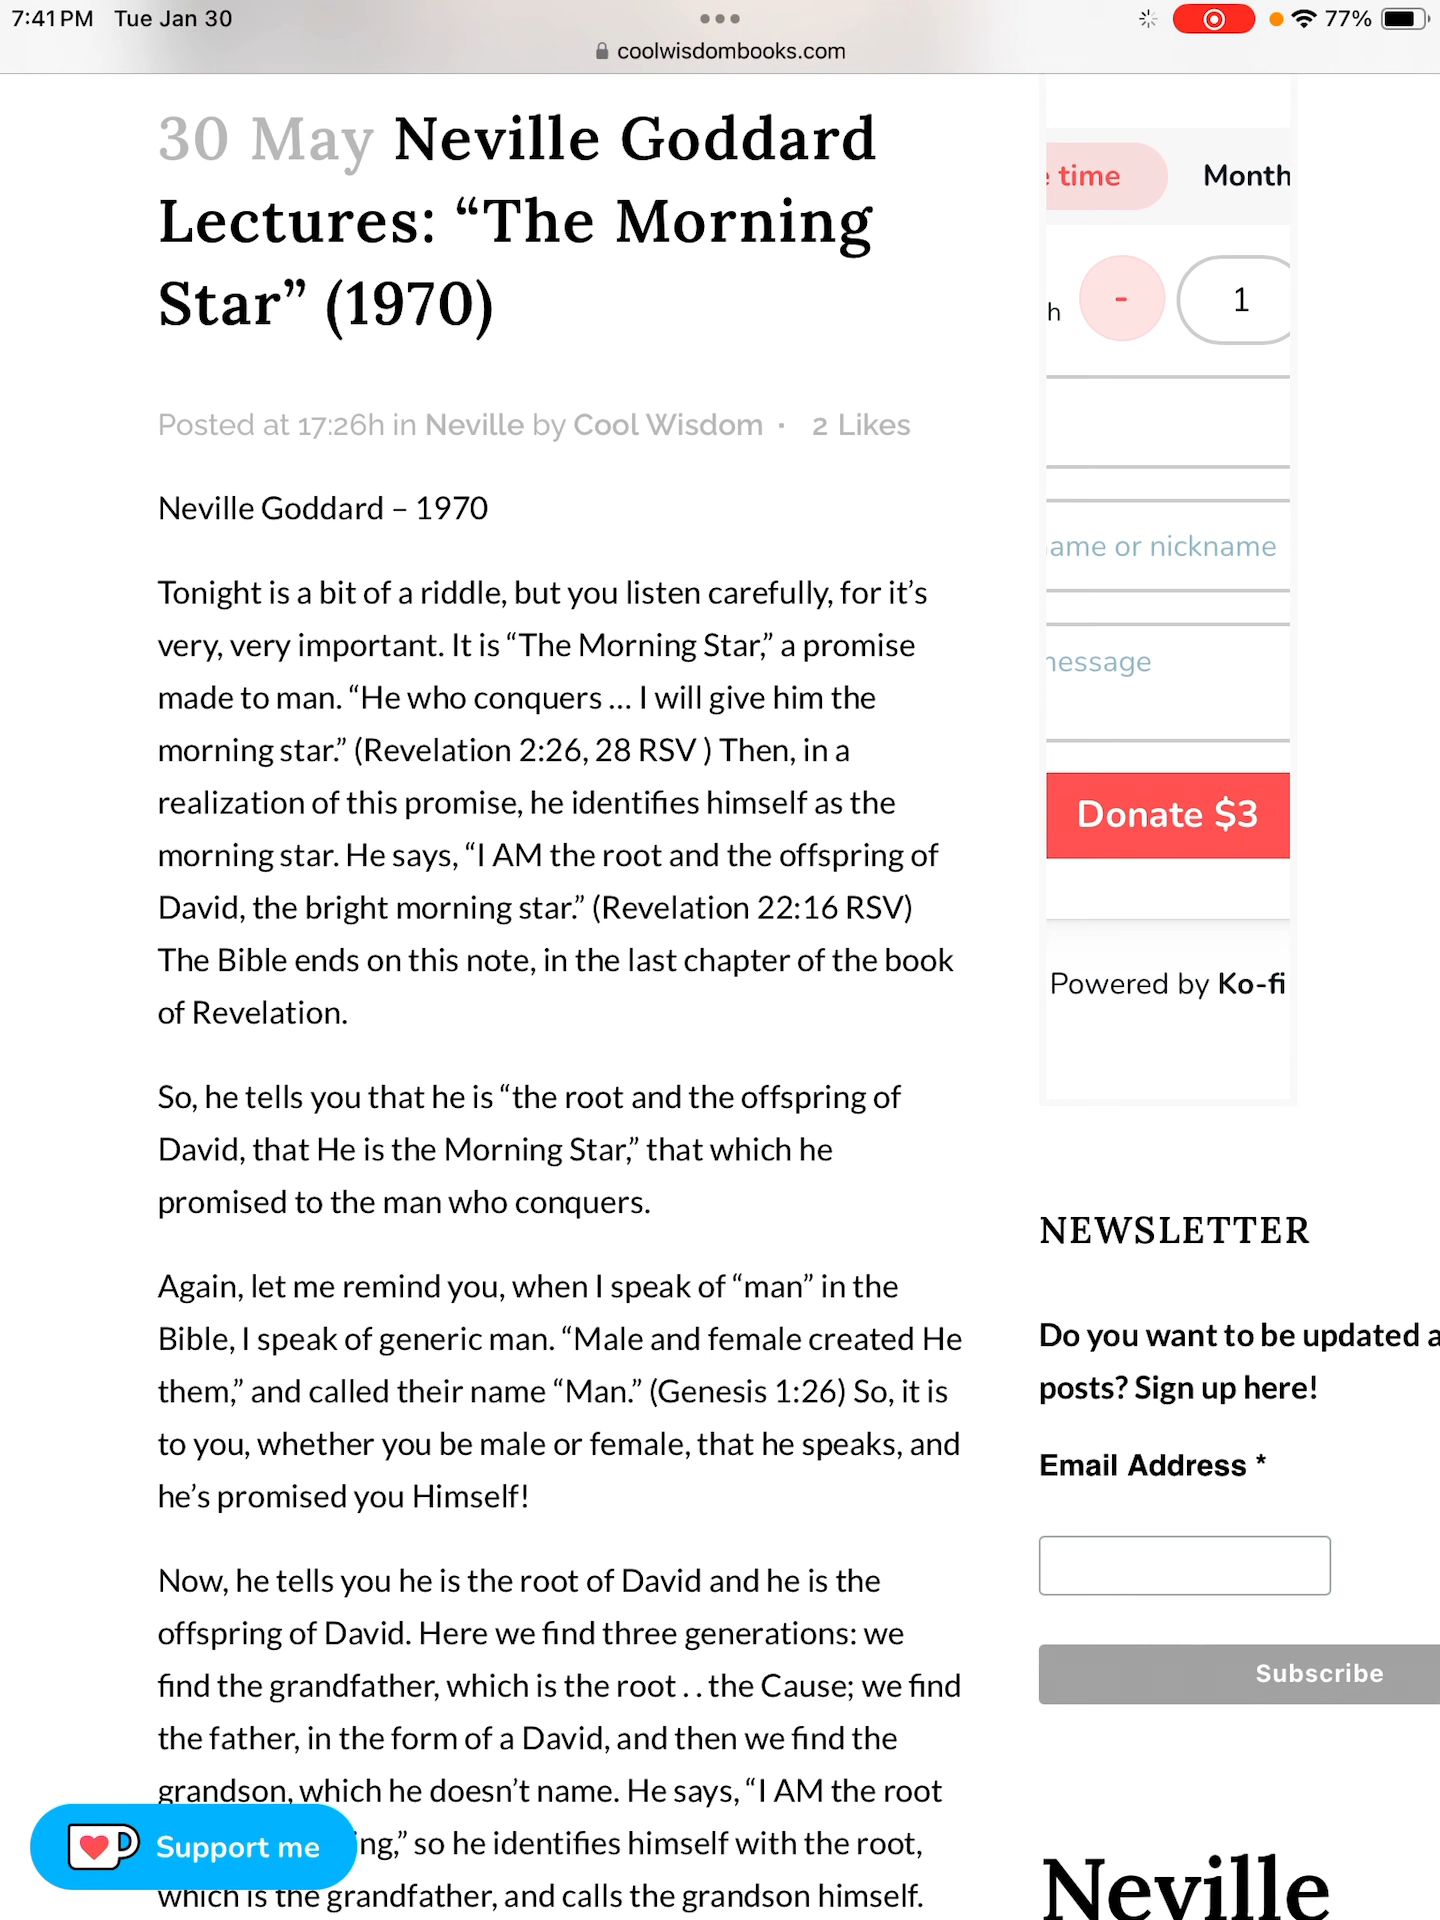 7:41 PM Tue Jan 30
77%
coolwisdombooks.com
30 May Neville Goddard
Lectures: “The Morning
Star” (1970)
Posted at 17:26h in Neville by Cool Wisdom · 2 Likes
Neville Goddard – 1970
Tonight is a bit of a riddle, but you listen carefully, for it’s
very, very important. It is “The Morning Star,” a promise
made to man. “He who conquers … I will give him the
morning star.” (Revelation 2:26, 28 RSV ) Then, in a
realization of this promise, he identifies himself as the
morning star. He says, “I AM the root and the offspring of
David, the bright morning star.” (Revelation 22:16 RSV)
The Bible ends on this note, in the last chapter of the book
of Revelation.
So, he tells you that he is “the root and the offspring of
David, that He is the Morning Star,” that which he
promised to the man who conquers.
Again, let me remind you, when I speak of “man” in the
Bible, I speak of generic man. “Male and female created He
them,” and called their name “Man.” (Genesis 1:26) So, it is
to you, whether you be male or female, that he speaks, and
he’s promised you Himself!
Now, he tells you he is the root of David and he is the
offspring of David. Here we find three generations: we
find the grandfather, which is the root . . the Cause; we find
the father, in the form of a David, and then we find the
grandson, which he doesn’t name. He says, “I AM the root
ing,” so he identifies himself with the root,
which is the grandfather, and calls the grandson himself.
Support me
time
Month
h
-
1
ame or nickname
essage
Donate $3
Powered by Ko-fi
NEWSLETTER
Do you want to be updated a
posts? Sign up here!
Email Address *
Subscribe
Neville